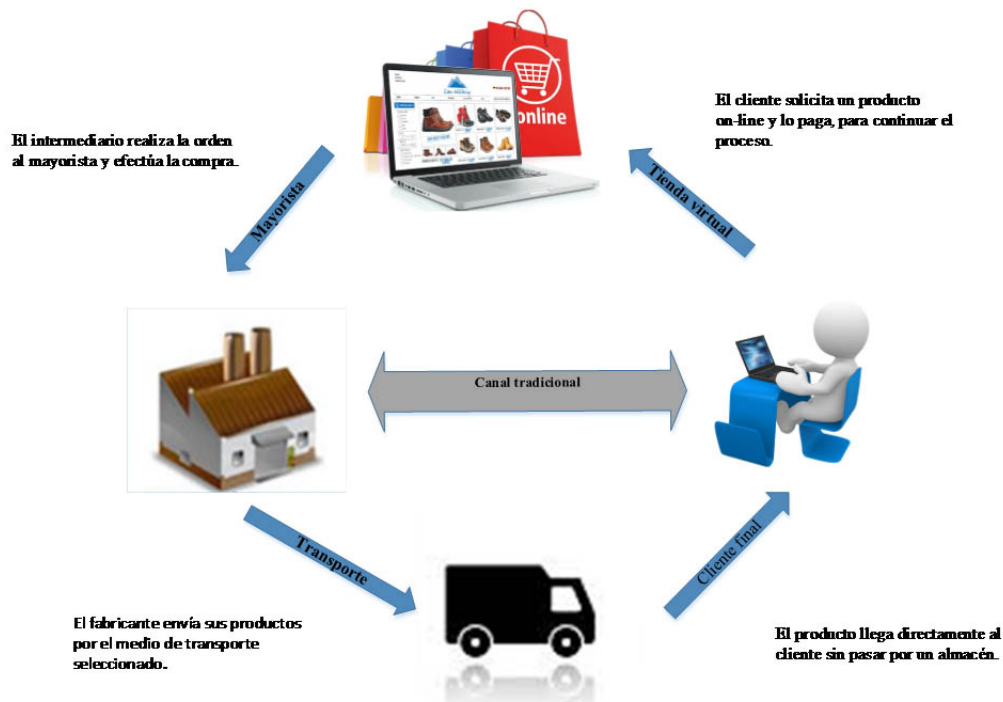 El cliente solicita un producto
on-line y lo paga, para continuar el
proceso.
El intermediario realiza la orden
al mayorista y efectúa la compra.
online
Mayorista
Tienda virtual
Canal tradicional
Transporte
Cliente final
El fabricante envía sus productos
por el medio de transporte
seleccionado.
El producto llega directamente al
cliente sin pasar por un almacén.